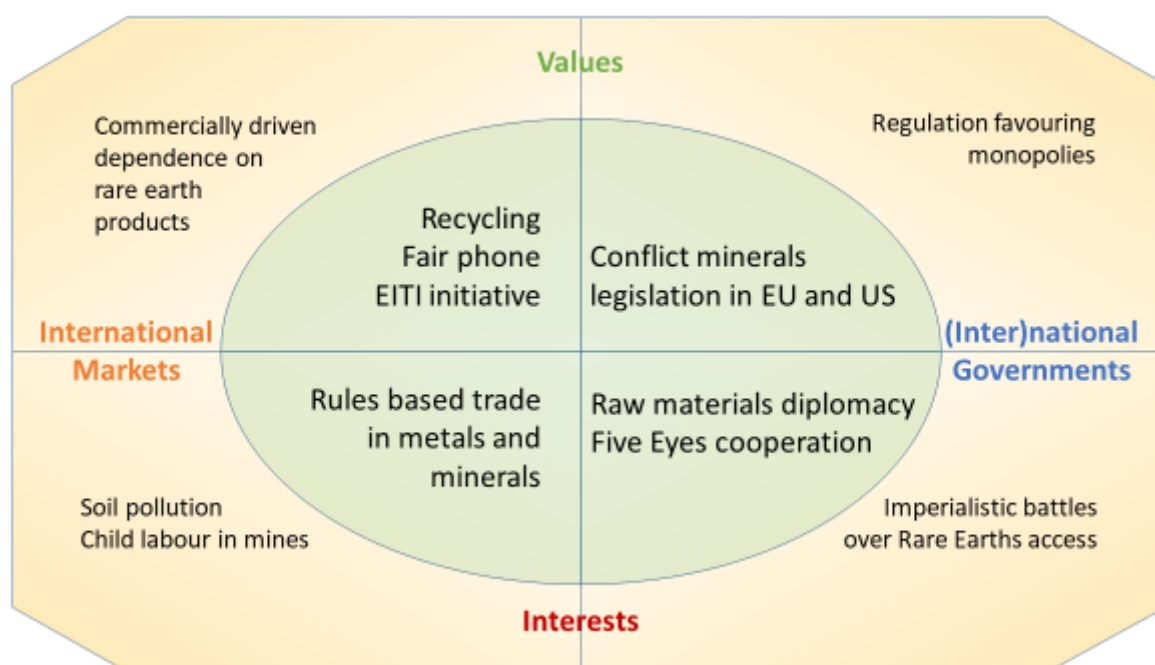 Values
Commercially driven
dependence on
rare earth
products
Regulation favouring
monopolies
Recycling
Fair phone
EITI initiative
Conflict minerals
legislation in EU and US
International
Markets
(Inter)national
Governments
Rules based trade
in metals and
minerals
Raw materials diplomacy
Five Eyes cooperation
Soil pollution
Child labour in mines
Imperialistic battles
over Rare Earths access
Interests